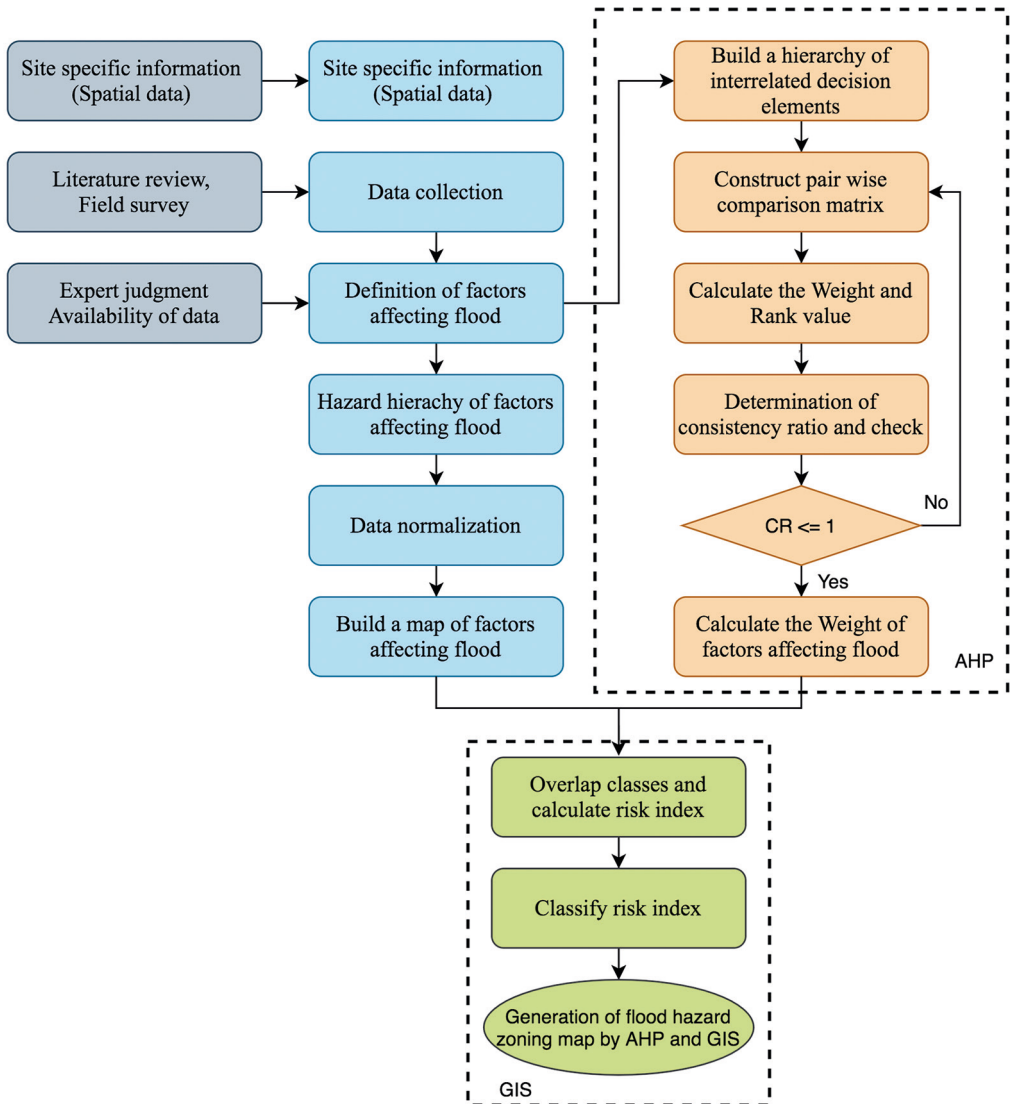 Site specific information
(Spatial data)
Literature review,
Field survey
Expert judgment
Availability of data
Site specific information
(Spatial data)
Data collection
Definition of factors
affecting flood
Hazard hierachy of factors
affecting flood
Data normalization
Build a map of factors
affecting flood
Build a hierarchy of
interrelated decision
elements
Construct pair wise
comparison matrix
Calculate the Weight and
Rank value
Determination of
consistency ratio and check
CR <= 1
No
Yes
Calculate the Weight of
factors affecting flood
AHP
Overlap classes and
calculate risk index
Classify risk index
Generation of flood hazard
zoning map by AHP and GIS
GIS